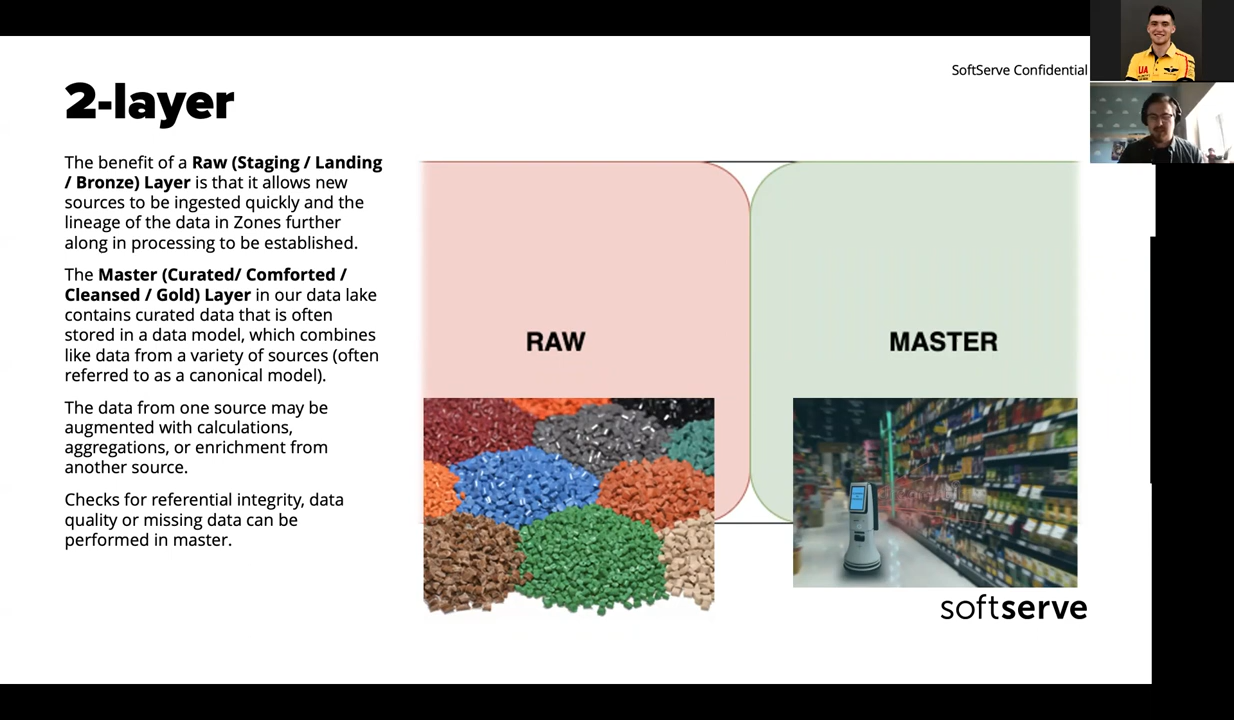 SoftServe Confidential
2-layer
The benefit of a Raw (Staging / Landing
/ Bronze) Layer is that it allows new
sources to be ingested quickly and the
lineage of the data in Zones further
along in processing to be established.
The Master (Curated/ Comforted /
Cleansed / Gold) Layer in our data lake
contains curated data that is often
stored in a data model, which combines
like data from a variety of sources (often
referred to as a canonical model).
The data from one source may be
augmented with calculations,
aggregations, or enrichment from
another source.
Checks for referential integrity, data
quality or missing data can be
performed in master.
RAW
MASTER
softserve
UA